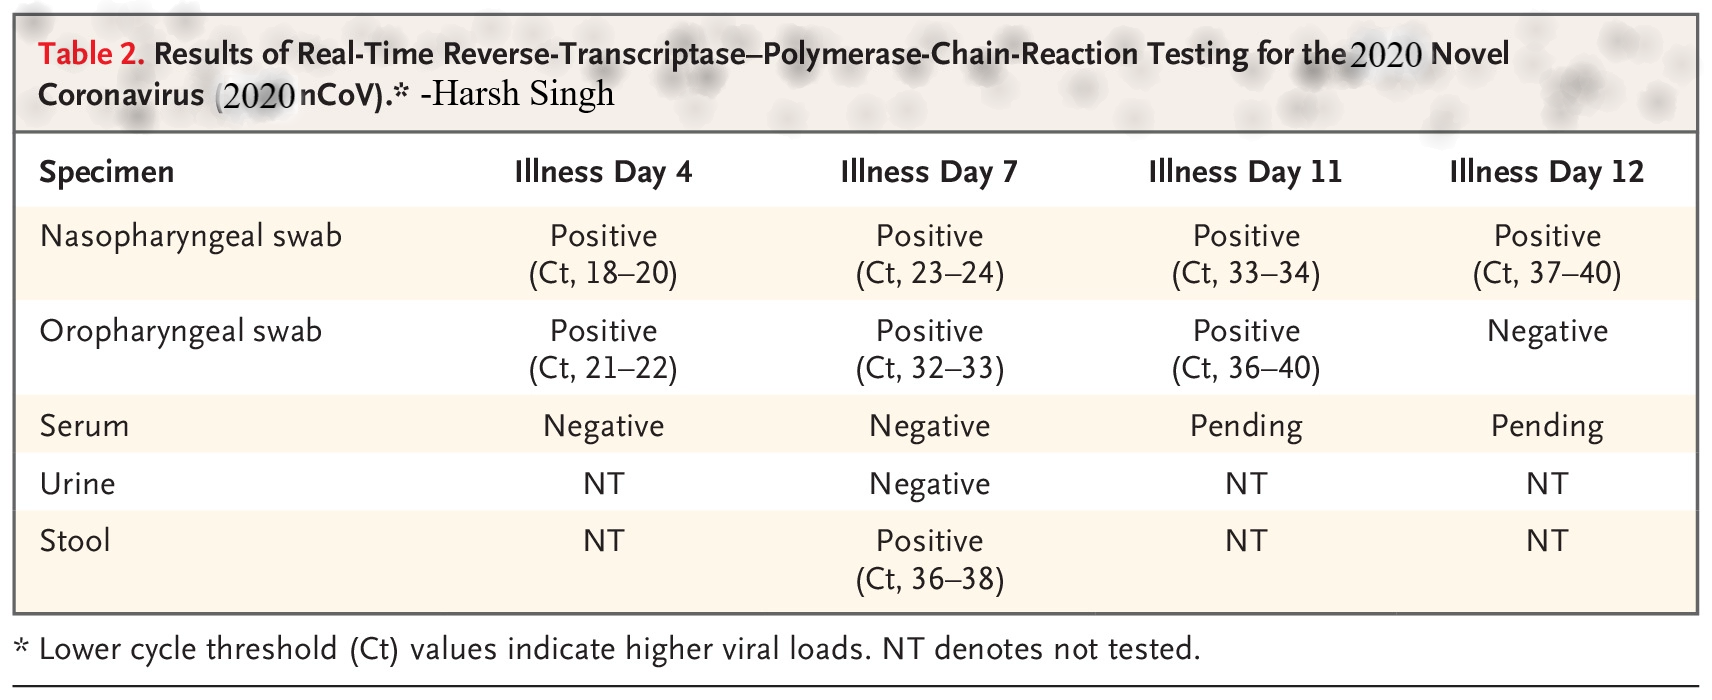 Table 2. Results of Real-Time Reverse-Transcriptase–Polymerase-Chain-Reaction Testing for the 2020 Novel
Coronavirus (2020 nCoV).* -Harsh Singh
Specimen Illness Day 4 Illness Day 7 Illness Day 11 Illness Day 12
Nasopharyngeal swab Positive Positive Positive Positive
(Ct, 18–20) (Ct, 23–24) (Ct, 33–34) (Ct, 37–40)
Oropharyngeal swab Positive Positive Positive Negative
(Ct, 21–22) (Ct, 32–33) (Ct, 36–40)
Serum Negative Negative Pending Pending
Urine NT Negative NT NT
Stool NT Positive NT NT
(Ct, 36–38)
* Lower cycle threshold (Ct) values indicate higher viral loads. NT denotes not tested.